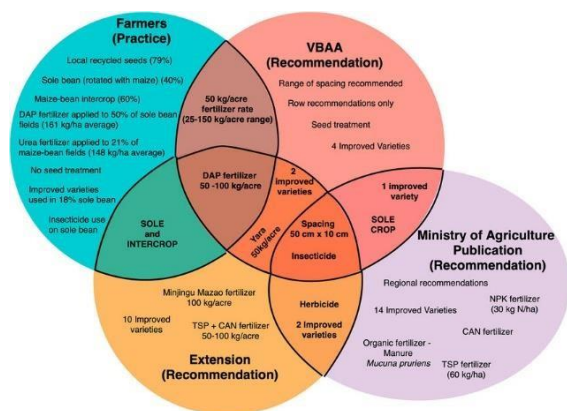 Farmers
(Practice)
Local recycled seeds (79%)
Sole bean (rotated with maize) (40%)
Maize-bean intercrop (60%)
DAP fertilizer applied to 50% of sole bean
fields (161 kg/ha average)
Urea fertilizer applied to 21% of
maize-bean fields (148 kg/ha average)
No seed treatment
Improved varieties
used in 18% sole bean
Insecticide use
on sole bean
50 kg/acre
fertilizer rate
(25-150 kg/acre range)
VBAA
(Recommendation)
Range of spacing recommended
Row recommendations only
Seed treatment
4 Improved Varieties
DAP fertilizer
50 -100 kg/acre
2
improved
varieties
1 improved
variety
SOLE
CROP
SOLE
and
INTERCROP
Yara
50kg/acre
Spacing
50 cm x 10 cm
Insecticide
Herbicide
2 Improved
varieties
Minjingu Mazao fertilizer
100 kg/acre
10 Improved
varieties
TSP + CAN fertilizer
50-100 kg/acre
Extension
(Recommendation)
Ministry of Agriculture
Publication
(Recommendation)
Regional recommendations
14 Improved Varieties
NPK fertilizer
(30 kg N/ha)
CAN fertilizer
Organic fertilizer -
Manure
Mucuna pruriens
TSP fertilizer
(60 kg/ha)